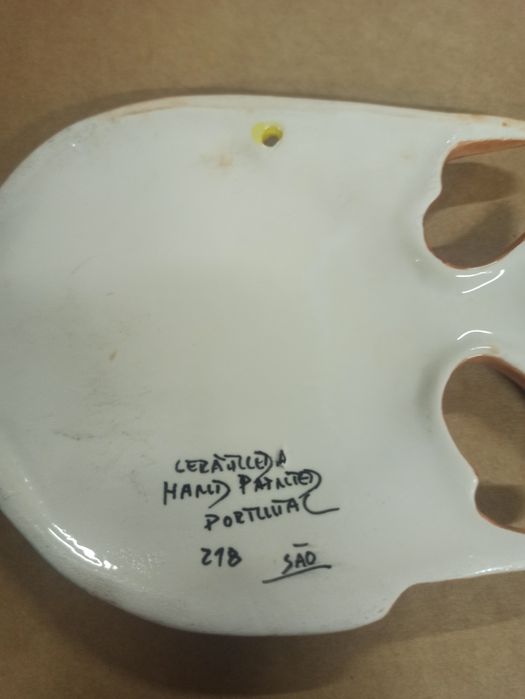 CERÂMICA
HAND PAINTED
PORTUGAL
218 SÃO